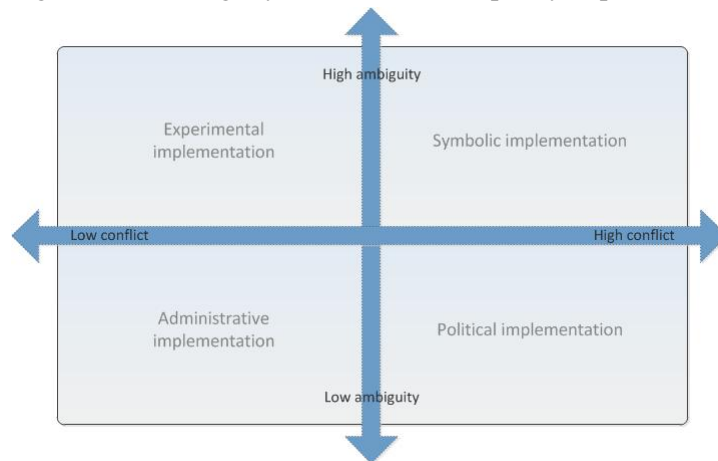 High ambiguity
Experimental
implementation
Symbolic implementation
Low conflict
High conflict
Administrative
implementation
Political implementation
Low ambiguity